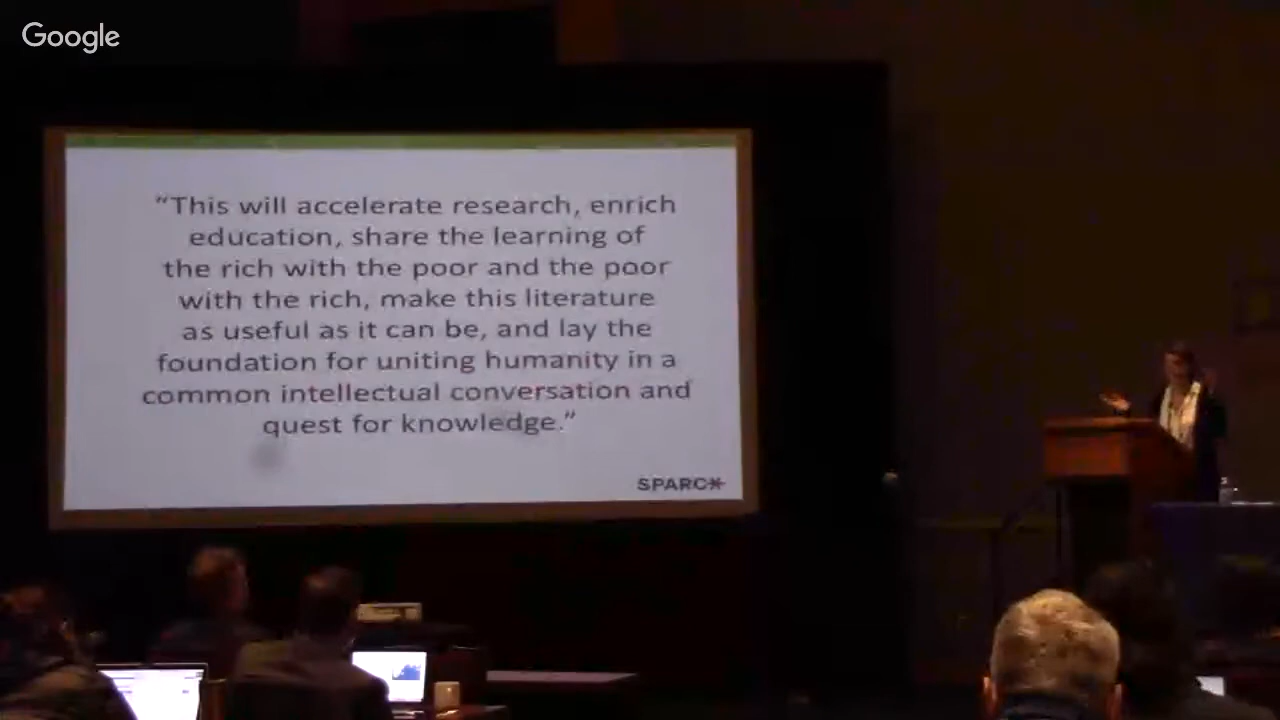 Google
“This will accelerate research, enrich
education, share the learning of
the rich with the poor and the poor
with the rich, make this literature
as useful as it can be, and lay the
foundation for uniting humanity in a
common intellectual conversation and
quest for knowledge.”
SPARC